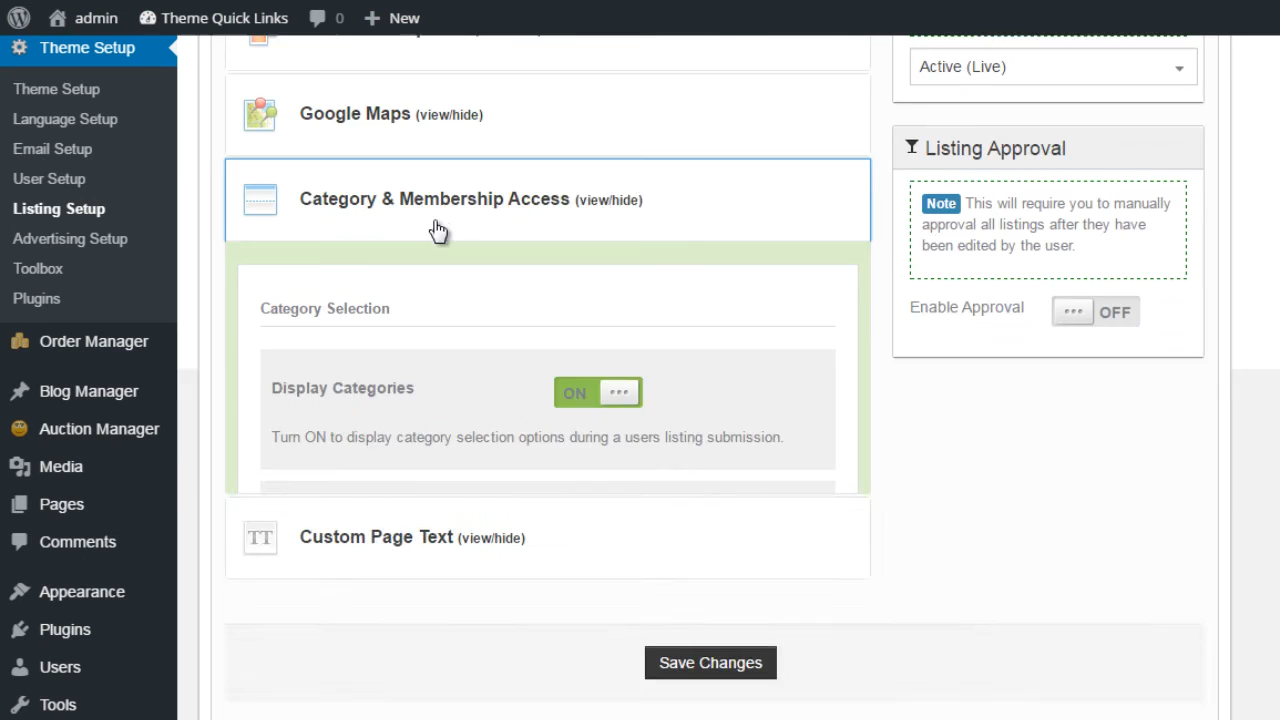 admin
Theme Quick Links
0
New
Theme Setup
Theme Setup
Language Setup
Email Setup
User Setup
Listing Setup
Advertising Setup
Toolbox
Plugins
Order Manager
Blog Manager
Auction Manager
Media
Pages
Comments
Appearance
Plugins
Users
Tools
Google Maps (view/hide)
Category & Membership Access (view/hide)
Category Selection
Display Categories
ON
Turn ON to display category selection options during a users listing submission.
TT
Custom Page Text (view/hide)
Save Changes
Active (Live)
Listing Approval
Note This will require you to manually
approval all listings after they have
been edited by the user.
Enable Approval
OFF